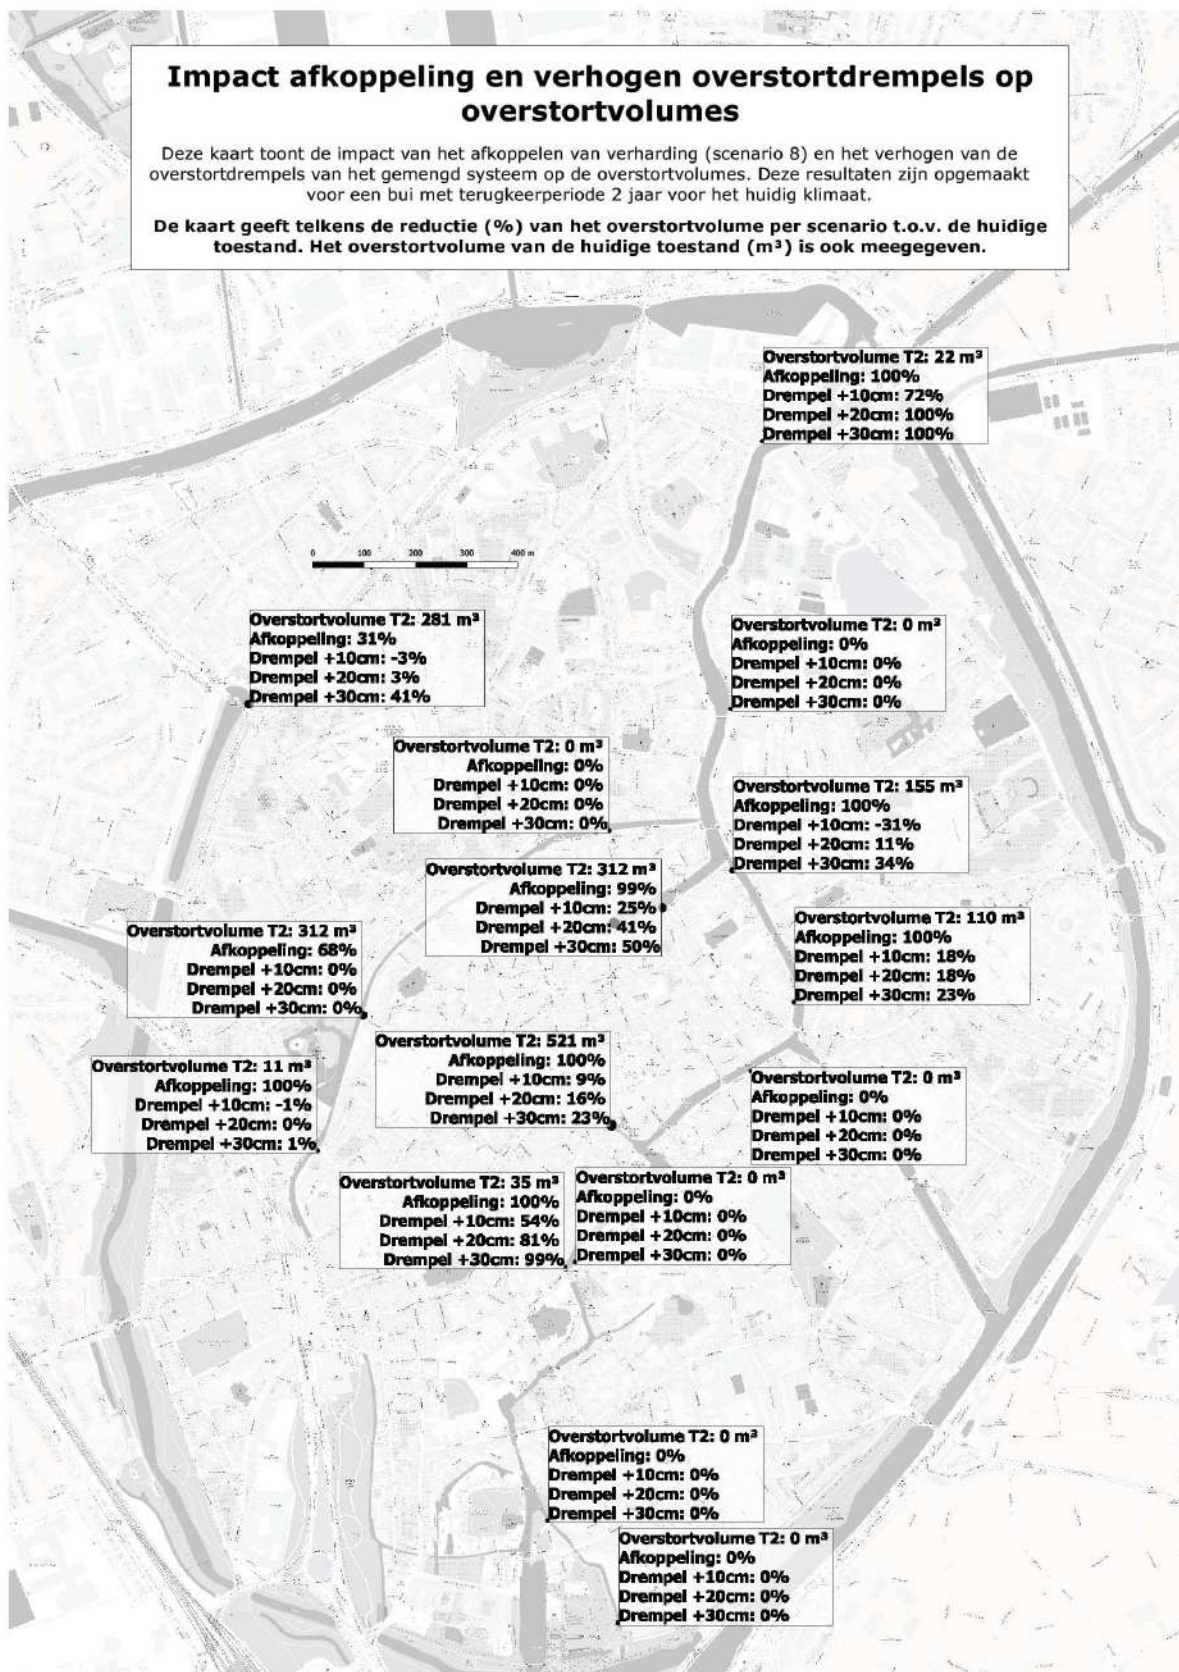 Impact afkoppeling en verhogen overstortdrempels op
overstortvolumes
Deze kaart toont de impact van het afkoppelen van verharding (scenario 8) en het verhogen van de
overstortdrempels van het gemengd systeem op de overstortvolumes. Deze resultaten zijn opgemaakt
voor een bui met terugkeerperiode 2 jaar voor het huidig klimaat.
De kaart geeft telkens de reductie (%) van het overstortvolume per scenario t.o.v. de huidige
toestand. Het overstortvolume van de huidige toestand (m³) is ook meegegeven.
Overstortvolume T2: 22 m³
Afkoppeling: 100%
Drempel +10cm: 72%
Drempel +20cm: 100%
Drempel +30cm: 100%
0 100 200 300 400 m
Overstortvolume T2: 281 m³
Afkoppeling: 31%
Drempel +10cm: -3%
Drempel +20cm: 3%
Drempel +30cm: 41%
Overstortvolume T2: 0 m³
Afkoppeling: 0%
Drempel +10cm: 0%
Drempel +20cm: 0%
Drempel +30cm: 0%
Overstortvolume T2: 0 m³
Afkoppeling: 0%
Drempel +10cm: 0%
Drempel +20cm: 0%
Drempel +30cm: 0%
Overstortvolume T2: 155 m³
Afkoppeling: 100%
Drempel +10cm: -31%
Drempel +20cm: 11%
Drempel +30cm: 34%
Overstortvolume T2: 312 m³
Afkoppeling: 99%
Drempel +10cm: 25%
Drempel +20cm: 41%
Drempel +30cm: 50%
Overstortvolume T2: 110 m³
Afkoppeling: 100%
Drempel +10cm: 18%
Drempel +20cm: 18%
Drempel +30cm: 23%
Overstortvolume T2: 312 m³
Afkoppeling: 68%
Drempel +10cm: 0%
Drempel +20cm: 0%
Drempel +30cm: 0%
Overstortvolume T2: 521 m³
Afkoppeling: 100%
Drempel +10cm: 9%
Drempel +20cm: 16%
Drempel +30cm: 23%
Overstortvolume T2: 11 m³
Afkoppeling: 100%
Drempel +10cm: -1%
Drempel +20cm: 0%
Drempel +30cm: 1%
Overstortvolume T2: 0 m³
Afkoppeling: 0%
Drempel +10cm: 0%
Drempel +20cm: 0%
Drempel +30cm: 0%
Overstortvolume T2: 35 m³
Afkoppeling: 100%
Drempel +10cm: 54%
Drempel +20cm: 81%
Drempel +30cm: 99%
Overstortvolume T2: 0 m³
Afkoppeling: 0%
Drempel +10cm: 0%
Drempel +20cm: 0%
Drempel +30cm: 0%
Overstortvolume T2: 0 m³
Afkoppeling: 0%
Drempel +10cm: 0%
Drempel +20cm: 0%
Drempel +30cm: 0%
Overstortvolume T2: 0 m³
Afkoppeling: 0%
Drempel +10cm: 0%
Drempel +20cm: 0%
Drempel +30cm: 0%